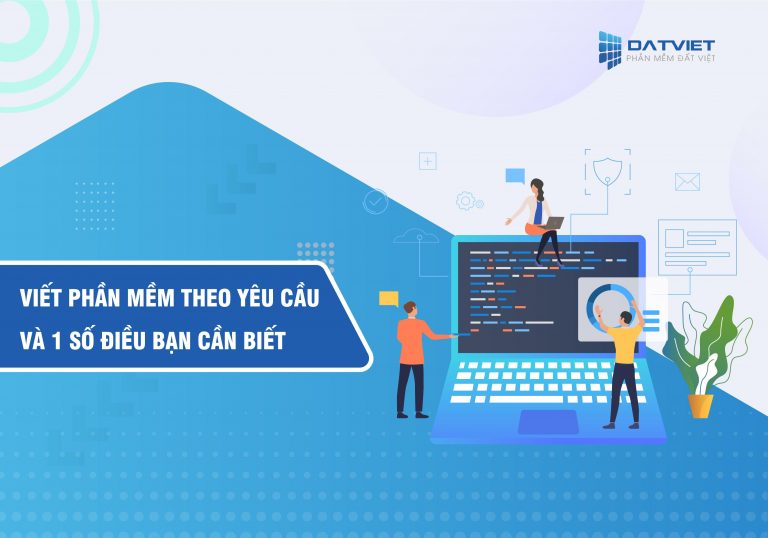 DATVIET
PHẦN MỀM ĐẤT VIỆT
VIẾT PHẦN MỀM THEO YÊU CẦU
VÀ 1 SỐ ĐIỀU BẠN CẦN BIẾT